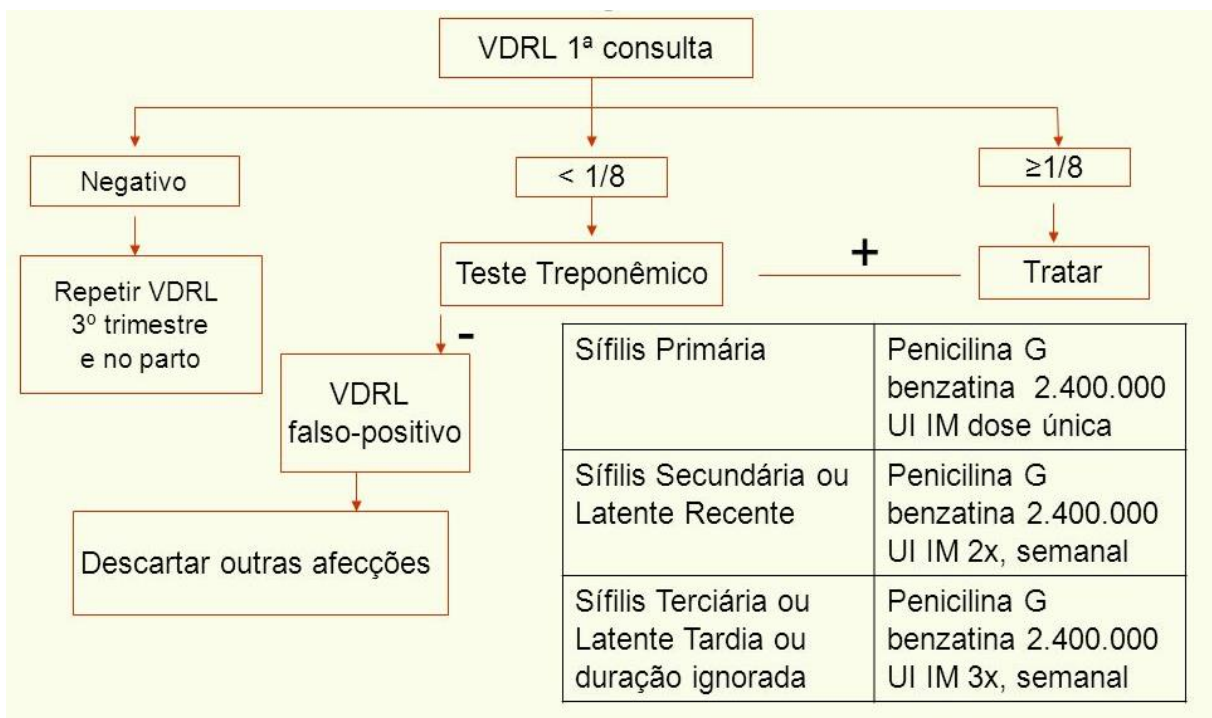 VDRL 1ª consulta
Negativo
< 1/8
≥1/8
Repetir VDRL
3º trimestre
e no parto
Teste Treponêmico
+
Tratar
-
VDRL
falso-positivo
Descartar outras afecções
Sífilis Primária
Penicilina G
benzatina 2.400.000
UI IM dose única
Sífilis Secundária ou
Latente Recente
Penicilina G
benzatina 2.400.000
UI IM 2x, semanal
Sífilis Terciária ou
Latente Tardia ou
duração ignorada
Penicilina G
benzatina 2.400.000
UI IM 3x, semanal